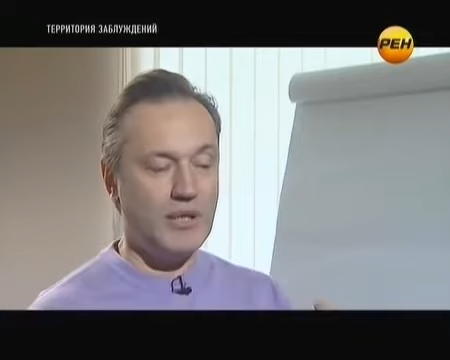 ТЕРРИТОРИЯ ЗАБЛУЖДЕНИЙ
РЕН